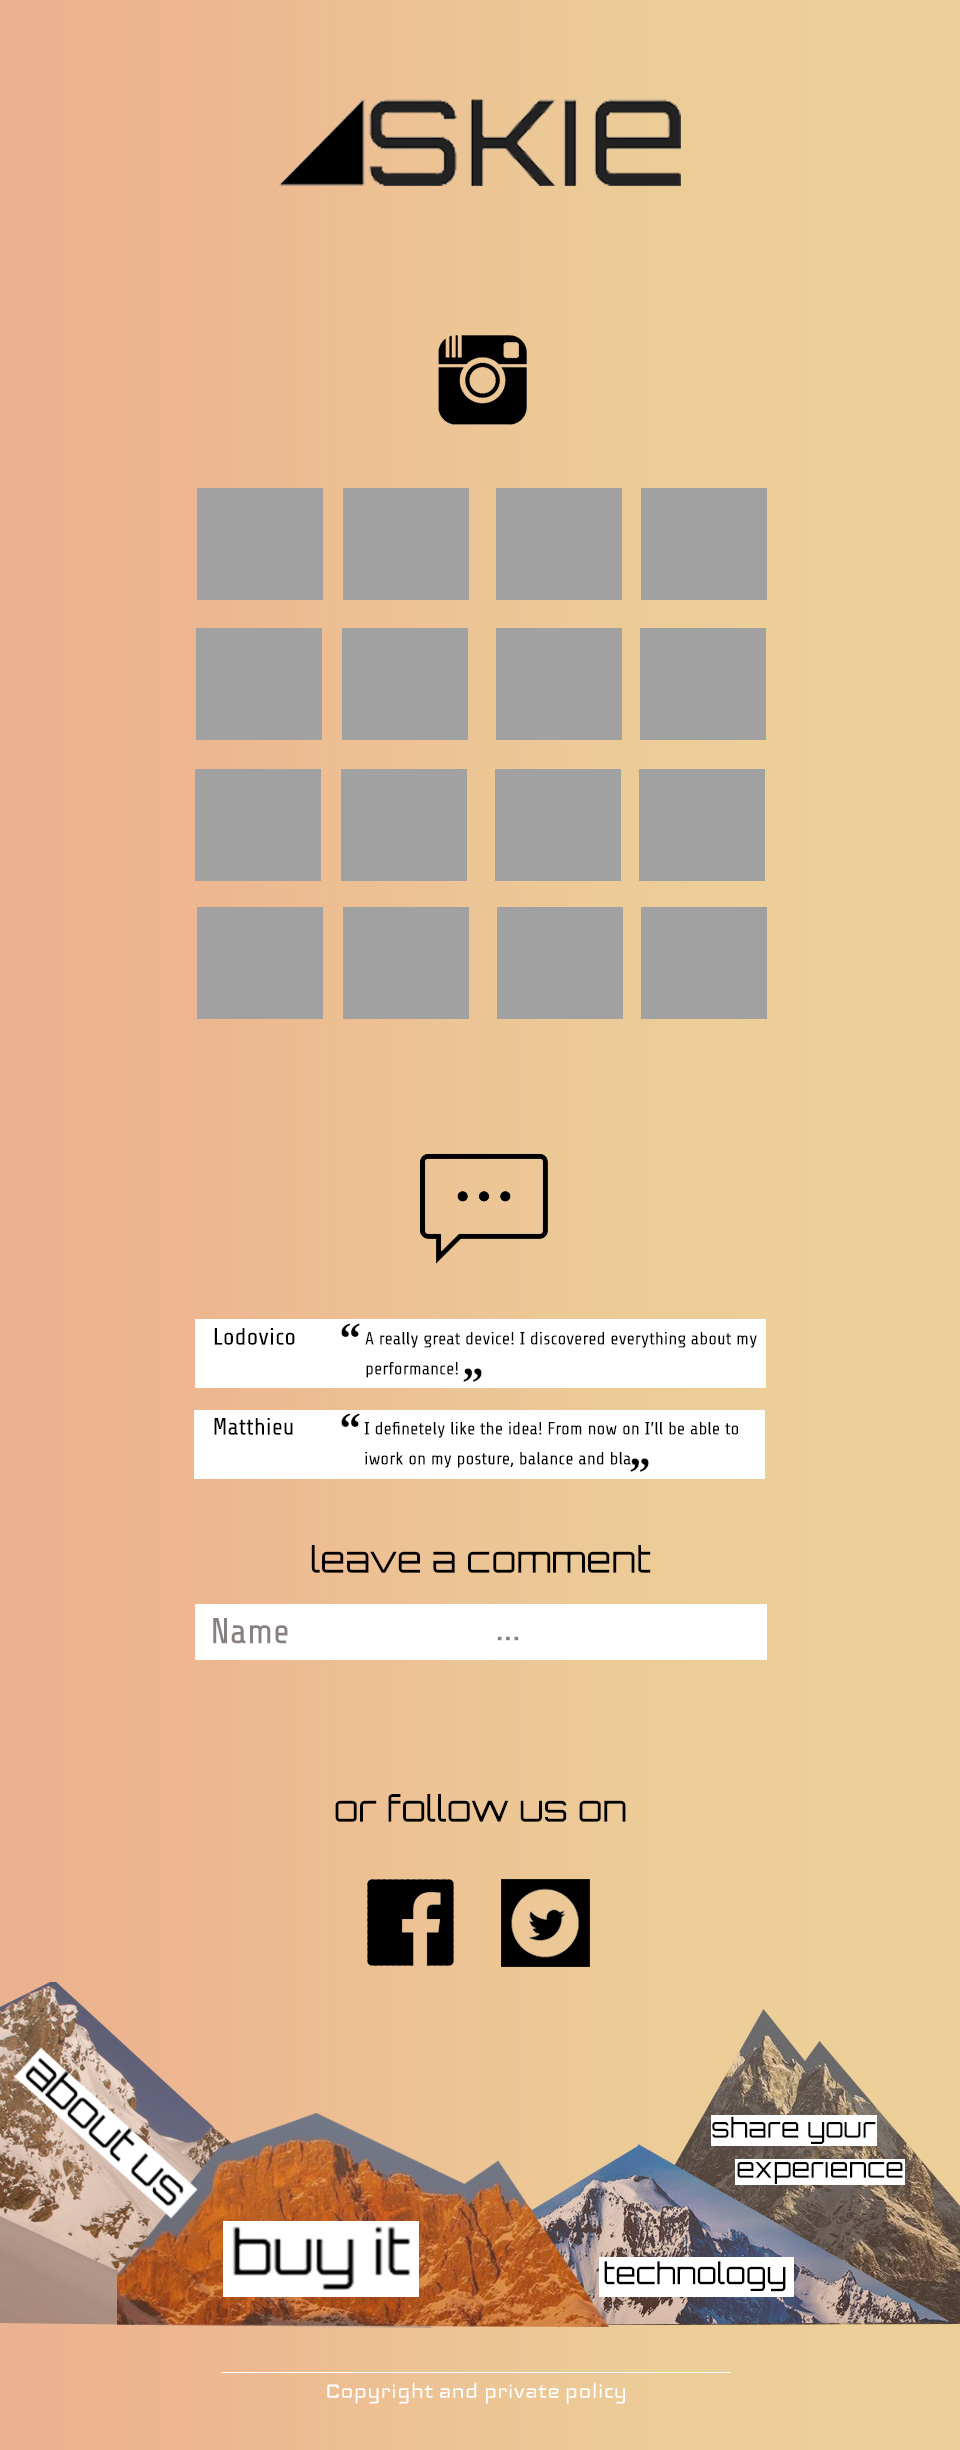 SKIE
Lodovico
“ A really great device! I discovered everything about my
performance! ”
Matthieu
“ I definetely like the idea! From now on I'll be able to
iwork on my posture, balance and bla”
leave a comment
Name ...
or follow us on
about us
share your
experience
buy it
technology
Copyright and private policy